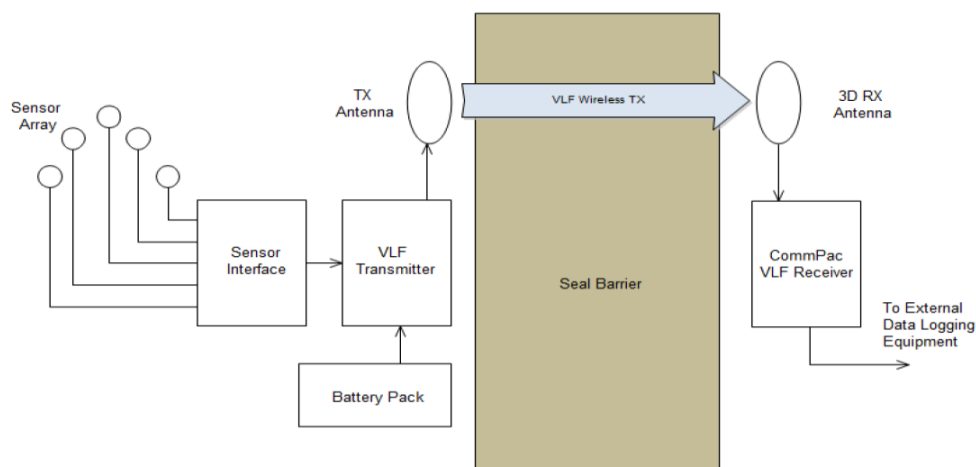 Sensor
Array
TX
Antenna
VLF Wireless TX
3D RX
Antenna
Sensor
Interface
VLF
Transmitter
Seal Barrier
CommPac
VLF Receiver
To External
Data Logging
Equipment
Battery Pack